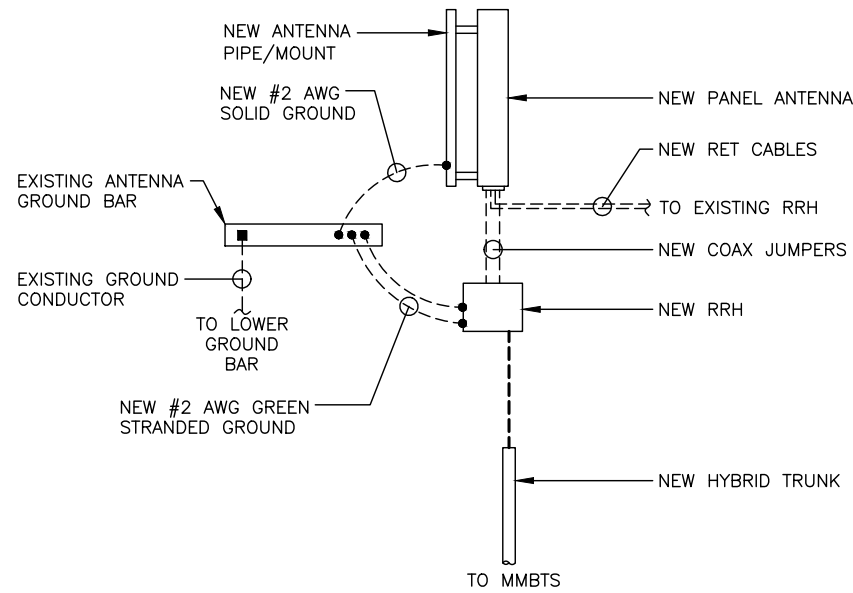 NEW ANTENNA
PIPE/MOUNT
NEW #2 AWG
SOLID GROUND
NEW PANEL ANTENNA
NEW RET CABLES
EXISTING ANTENNA
GROUND BAR
TO EXISTING RRH
NEW COAX JUMPERS
EXISTING GROUND
CONDUCTOR
NEW RRH
TO LOWER
GROUND
BAR
NEW #2 AWG GREEN
STRANDED GROUND
NEW HYBRID TRUNK
TO MMBTS